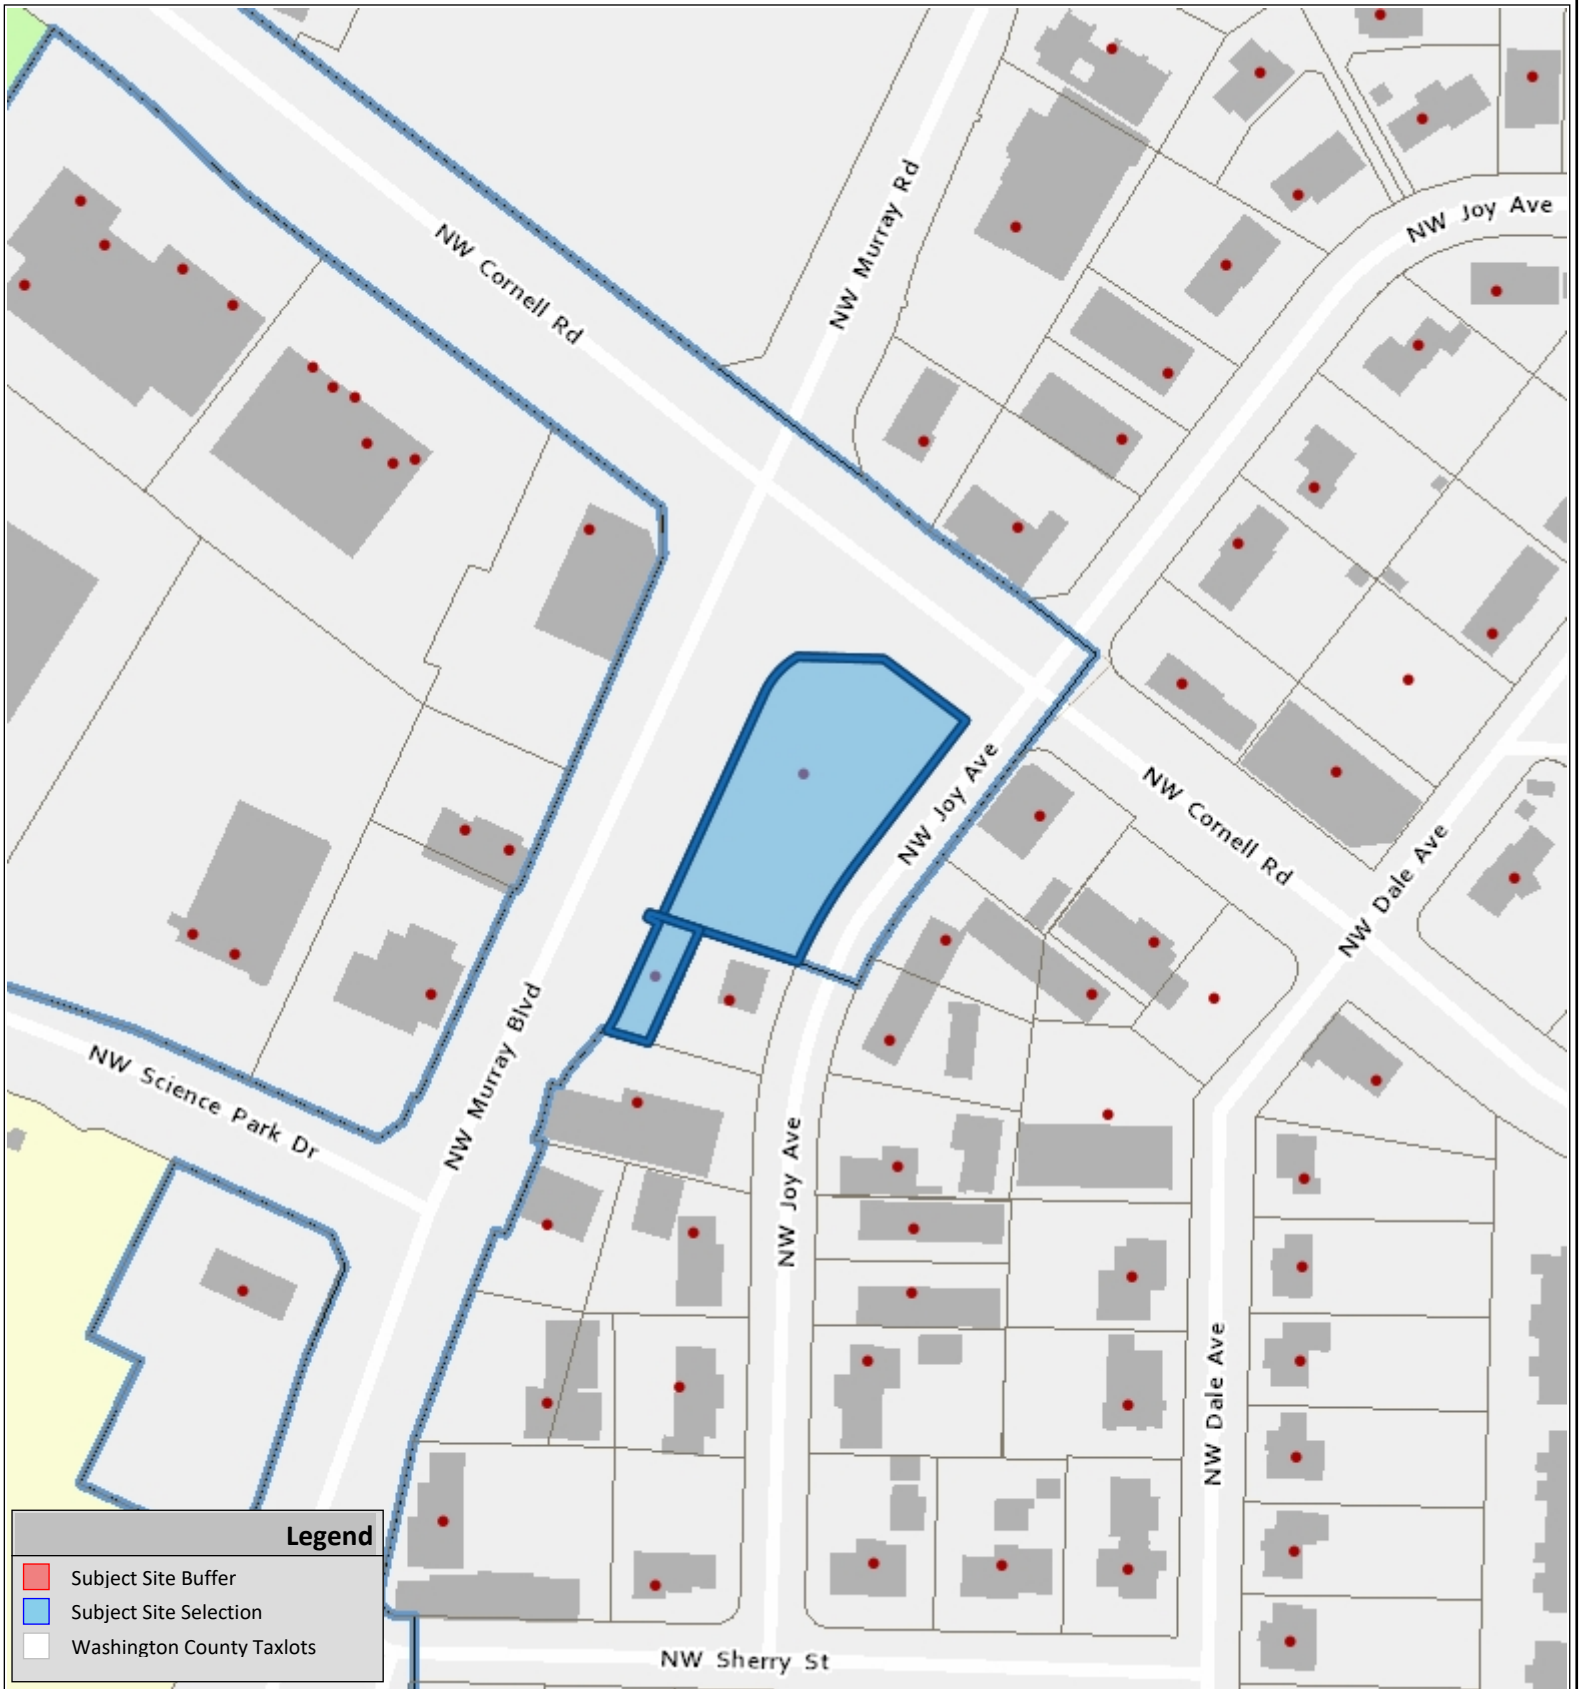 NW Joy Ave
NW Murray Rd
NW Cornell Rd
NW Joy Ave
NW Cornell Rd
NW Dale Ave
NW Murray Blvd
NW Science Park Dr
NW Joy Ave
NW Dale Ave
Legend
Subject Site Buffer
Subject Site Selection
Washington County Taxlots
NW Sherry St